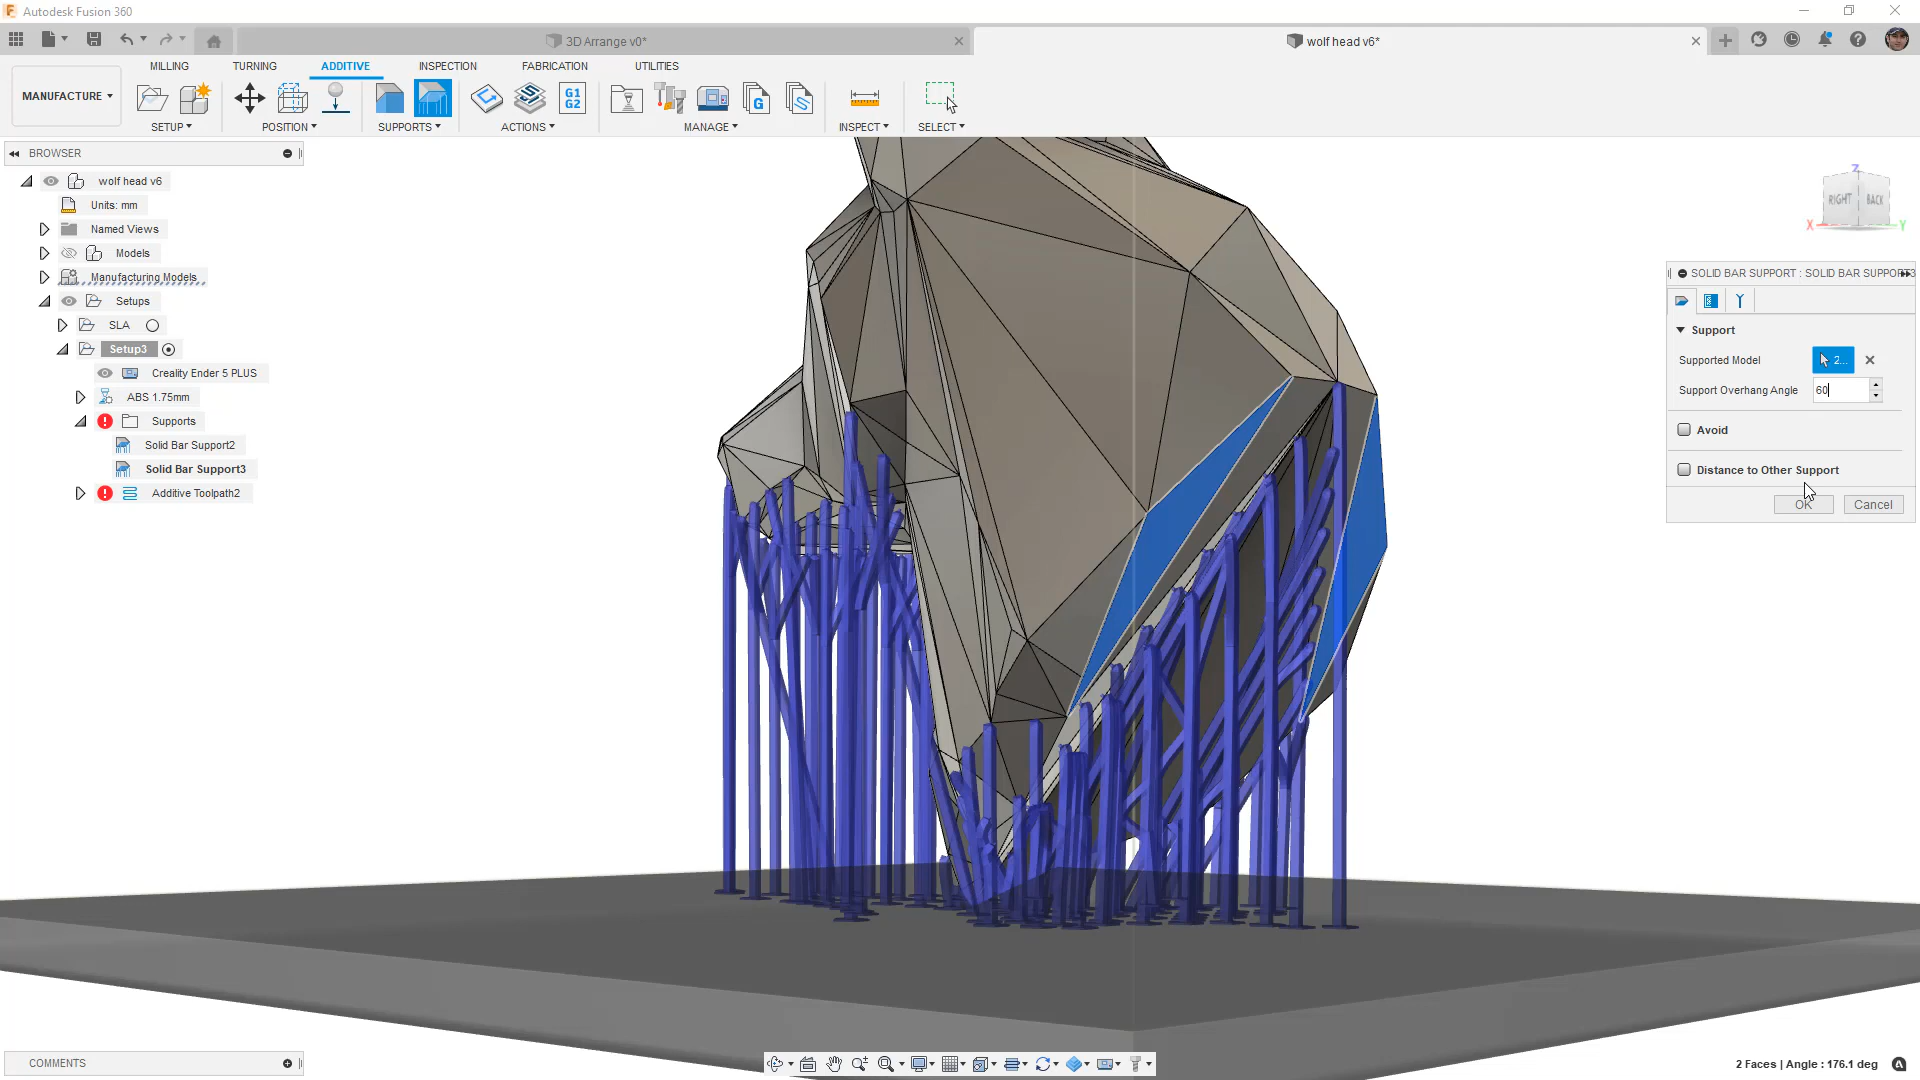 Autodesk Fusion 360
3D Arrange v0*
wolf head v6*
MILLING
TURNING
ADDITIVE
INSPECTION
FABRICATION
UTILITIES
MANUFACTURE
G1
G2
G
SETUP
POSITION
SUPPORTS
ACTIONS
MANAGE
INSPECT
SELECT
BROWSER
wolf head v6
Units: mm
Named Views
Models
Manufacturing Models
Setups
SLA
Setup3
Creality Ender 5 PLUS
ABS 1.75mm
Supports
Solid Bar Support2
Solid Bar Support3
Additive Toolpath2
Z
RIGHT
BACK
X
Y
SOLID BAR SUPPORT : SOLID BAR SUPPORT3
Support
Supported Model
2...
Support Overhang Angle
60
Avoid
Distance to Other Support
OK
Cancel
COMMENTS
2 Faces | Angle : 176.1 deg